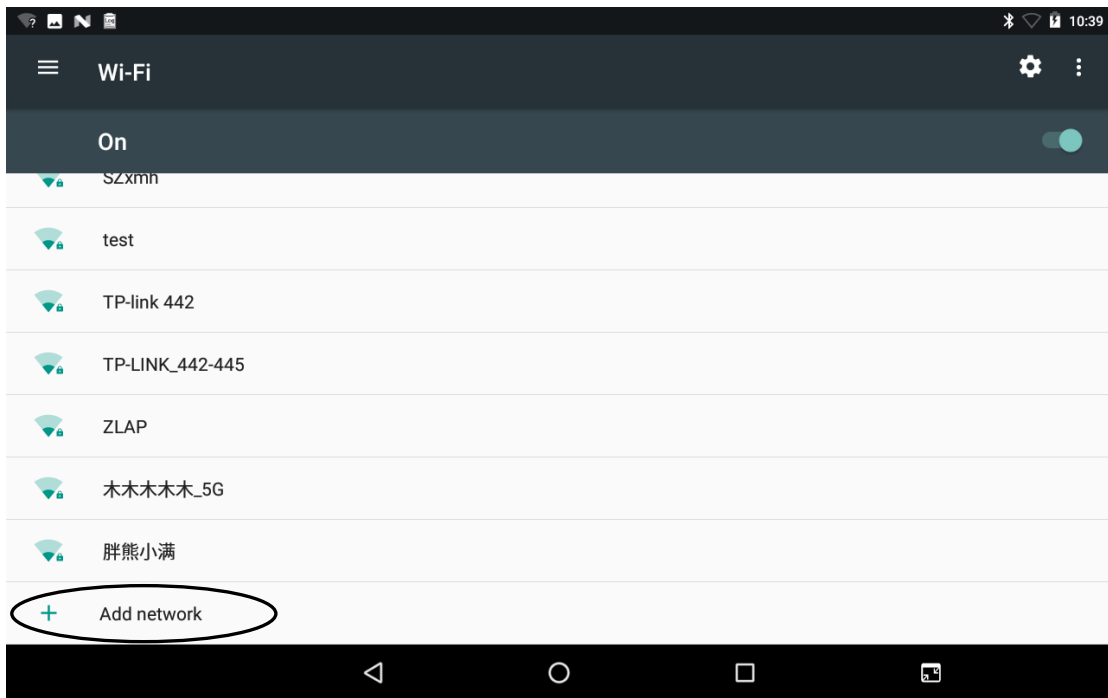 10:39
Wi-Fi
On
SZxmh
test
TP-link 442
TP-LINK_442-445
ZLAP
木木木木木_5G
胖熊小满
Add network